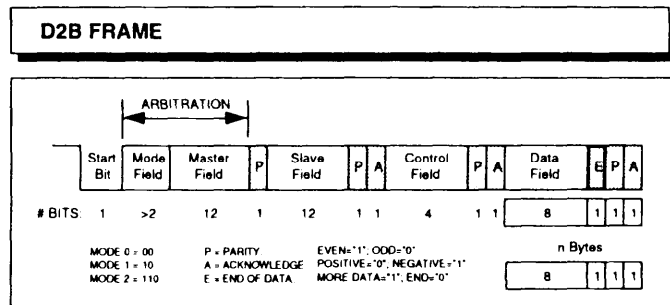 D2B FRAME
ARBITRATION
Start Bit Mode Field Master Field P Slave Field P A Control Field P A Data Field E P A
# BITS: 1 >2 12 1 12 1 1 4 1 1 8 1 1 1
MODE 0 = 00 P = PARITY EVEN="1", ODD="0" n Bytes
MODE 1 = 10 A = ACKNOWLEDGE POSITIVE="0", NEGATIVE="1"
MODE 2 = 110 E = END OF DATA MORE DATA="1", END="0" 8 1 1 1